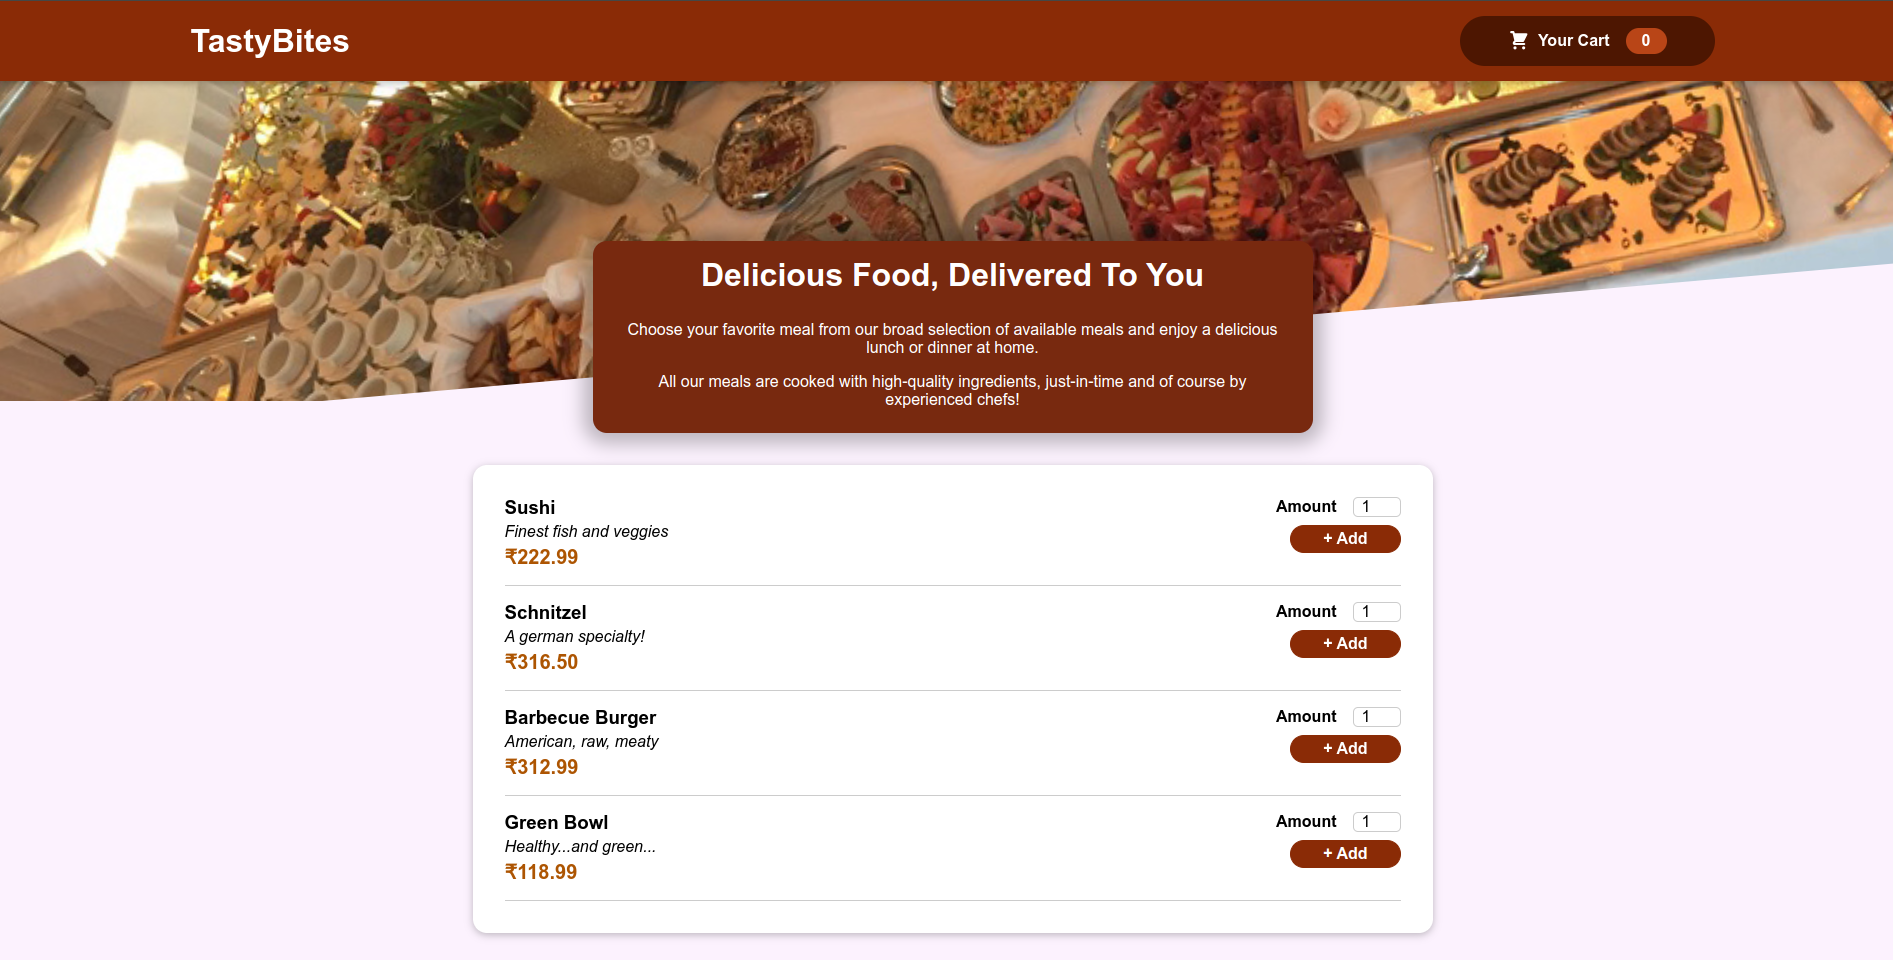 TastyBites
Your Cart 0
Delicious Food, Delivered To You
Choose your favorite meal from our broad selection of available meals and enjoy a delicious
lunch or dinner at home.
All our meals are cooked with high-quality ingredients, just-in-time and of course by
experienced chefs!
Sushi
Finest fish and veggies
₹222.99
Amount 1
+ Add
Schnitzel
A german specialty!
₹316.50
Amount 1
+ Add
Barbecue Burger
American, raw, meaty
₹312.99
Amount 1
+ Add
Green Bowl
Healthy...and green...
₹118.99
Amount 1
+ Add